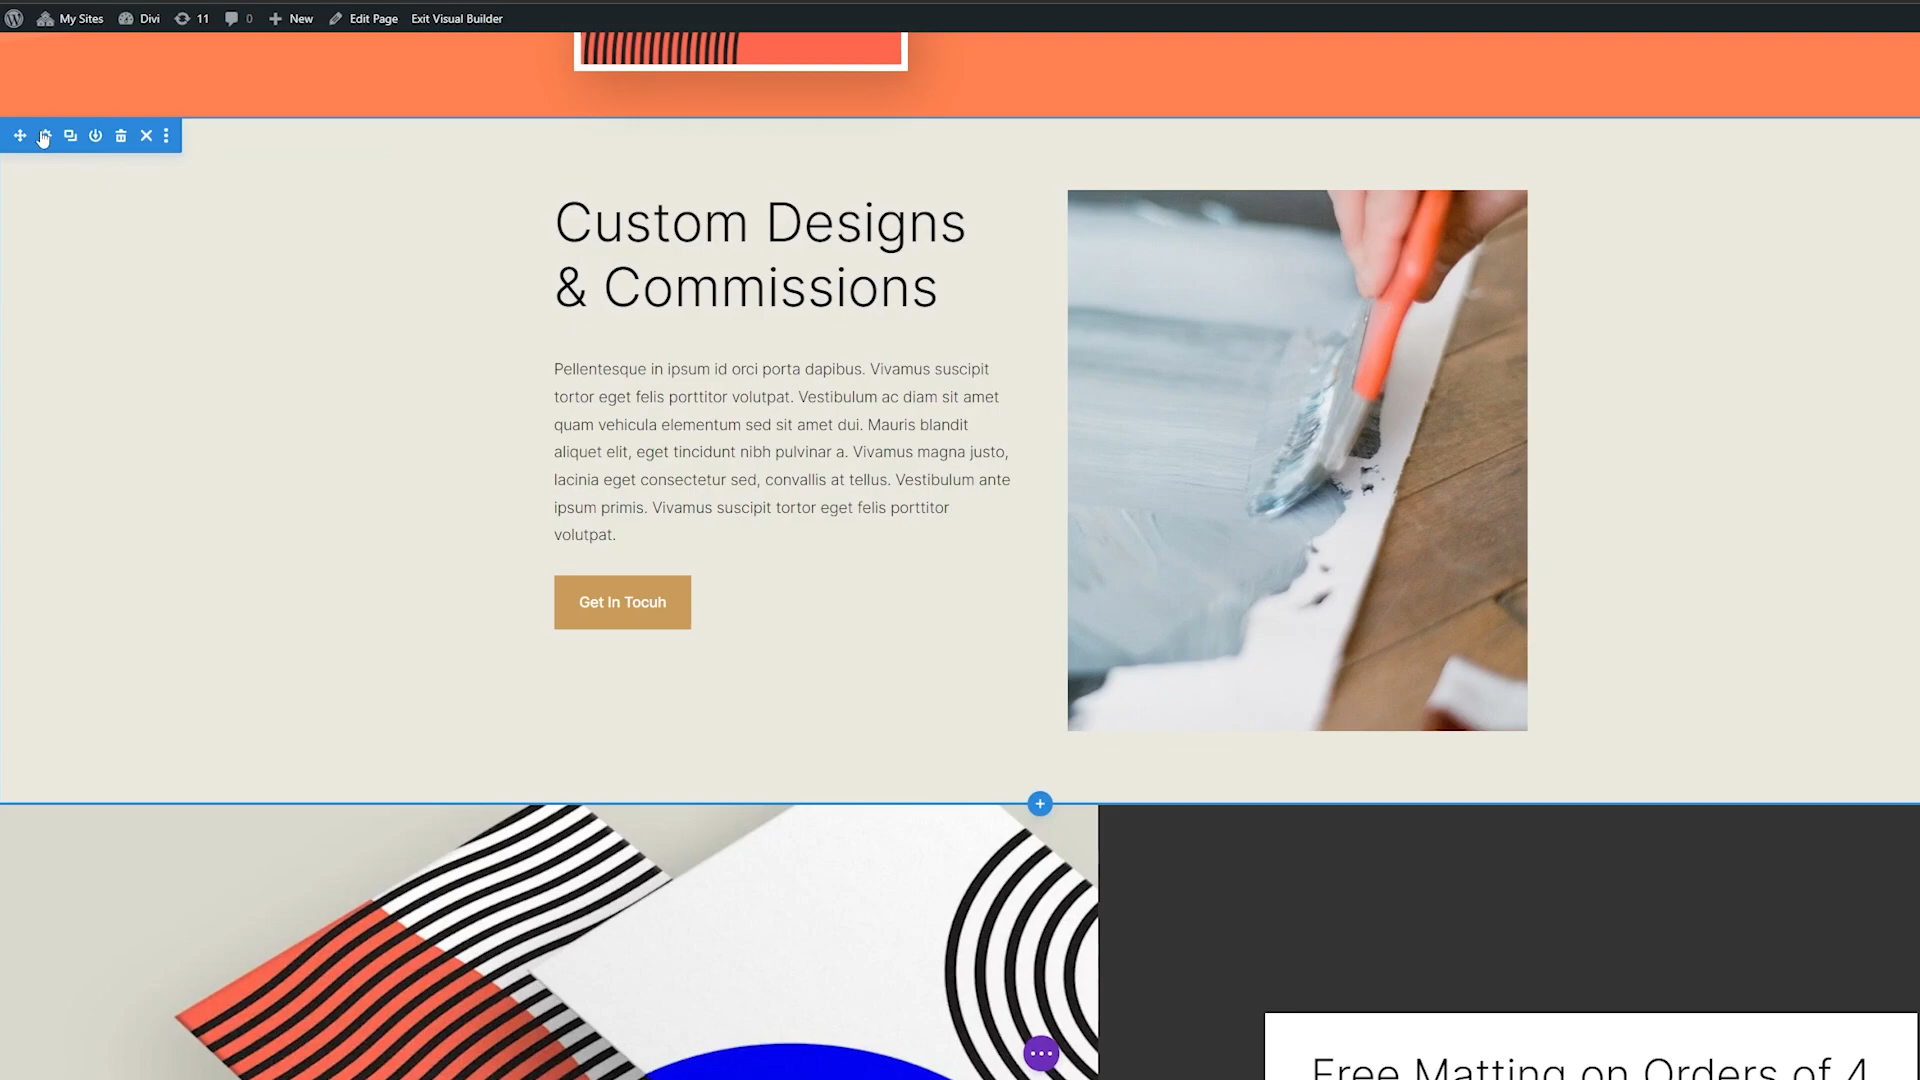 My Sites Divi 11 0 New Edit Page Exit Visual Builder
Custom Designs
& Commissions
Pellentesque in ipsum id orci porta dapibus. Vivamus suscipit
tortor eget felis porttitor volutpat. Vestibulum ac diam sit amet
quam vehicula elementum sed sit amet dui. Mauris blandit
aliquet elit, eget tincidunt nibh pulvinar a. Vivamus magna justo,
lacinia eget consectetur sed, convallis at tellus. Vestibulum ante
ipsum primis. Vivamus suscipit tortor eget felis porttitor
volutpat.
Get In Tocuh
Free Matting on Orders of 4